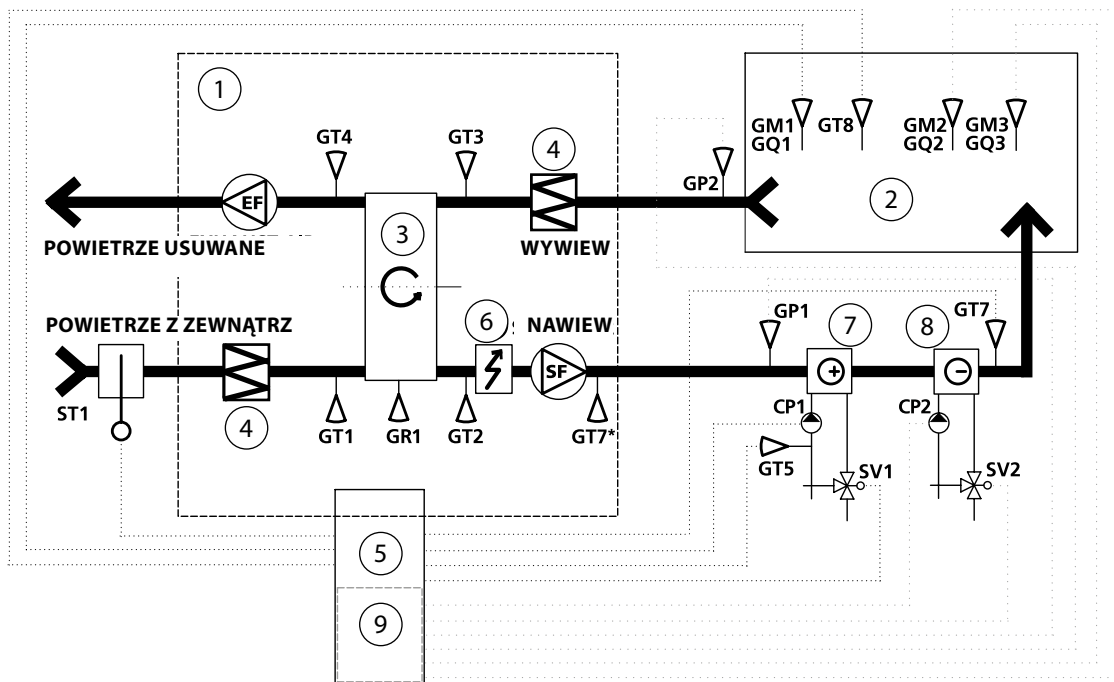 1
GM1
GQ1
GT8
GM2
GQ2
GM3
GQ3
GT4
GT3
4
GP2
2
EF
3
POWIETRZE USUWANE
WYWIEW
POWIETRZE Z ZEWNĄTRZ
6
NAWIEW
GP1
7
8
GT7
ST1
SF
+
−
4
GT1
GR1
GT2
GT7*
CP1
CP2
GT5
SV1
SV2
5
9